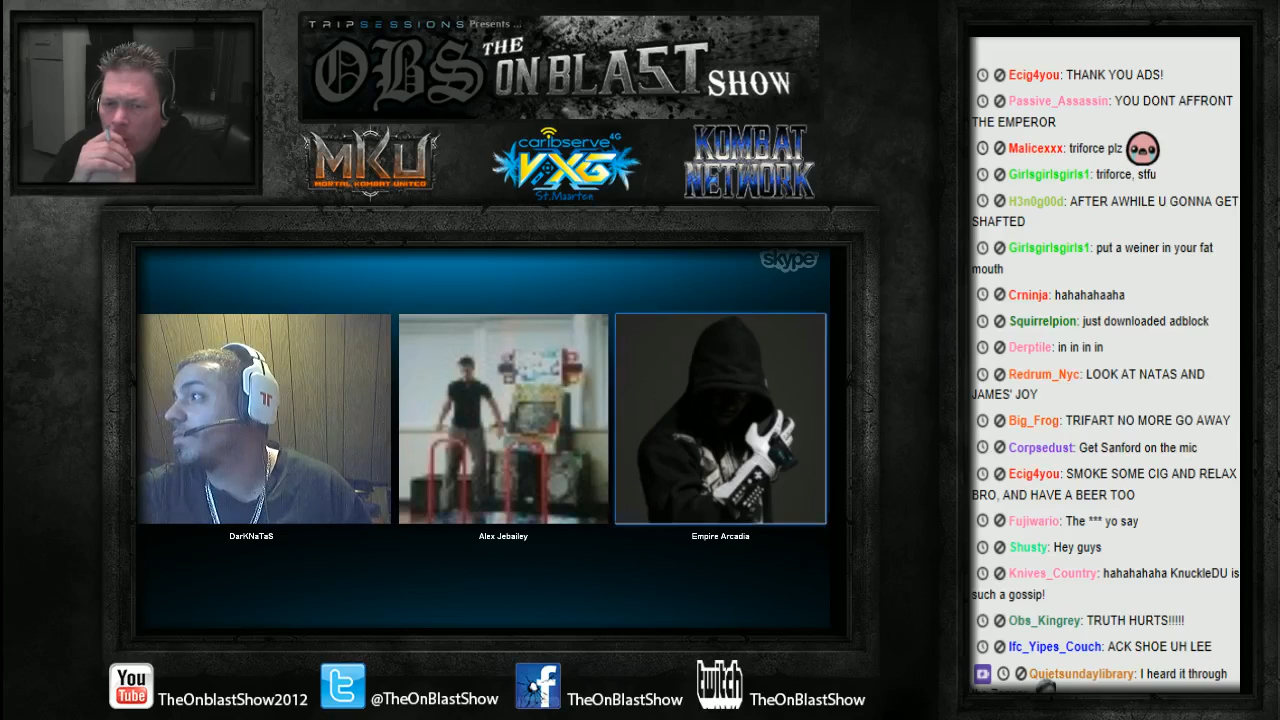 TRIPSESSIONS Presents ...
OBS THE ON BLAST SHOW
MKU
MORTAL KOMBAT UNITED
caribserve 4G
VXG
St.Maarten
KOMBAT
NETWORK
skype
DarKNaTaS
Alex Jebailey
Empire Arcadia
You Tube TheOnblastShow2012
@TheOnBlastShow
TheOnBlastShow
twitch TheOnBlastShow
Ecig4you: THANK YOU ADS!
Passive_Assassin: YOU DONT AFFRONT
THE EMPEROR
Malicexxx: triforce plz
Girlsgirlsgirls1: triforce, stfu
H3n0g00d: AFTER AWHILE U GONNA GET
SHAFTED
Girlsgirlsgirls1: put a weiner in your fat
mouth
Crninja: hahahahaaha
Squirrelpion: just downloaded adblock
Derptile: in in in in
Redrum_Nyc: LOOK AT NATAS AND
JAMES' JOY
Big_Frog: TRIFART NO MORE GO AWAY
Corpsedust: Get Sanford on the mic
Ecig4you: SMOKE SOME CIG AND RELAX
BRO, AND HAVE A BEER TOO
Fujiwario: The *** yo say
Shusty: Hey guys
Knives_Country: hahahahaha KnuckleDU is
such a gossip!
Obs_Kingrey: TRUTH HURTS!!!!!
Ifc_Yipes_Couch: ACK SHOE UH LEE
Quietsundaylibrary: I heard it through